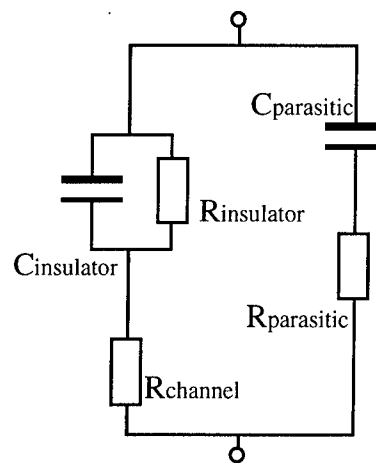 Cparasitic
Rinsulator
Cinsulator
Rparasitic
Rchannel